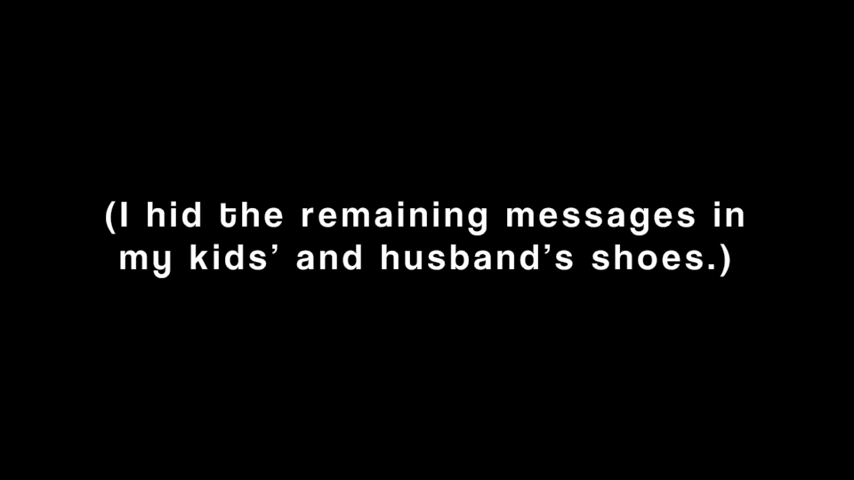 (I hid the remaining messages in
my kids’ and husband’s shoes.)